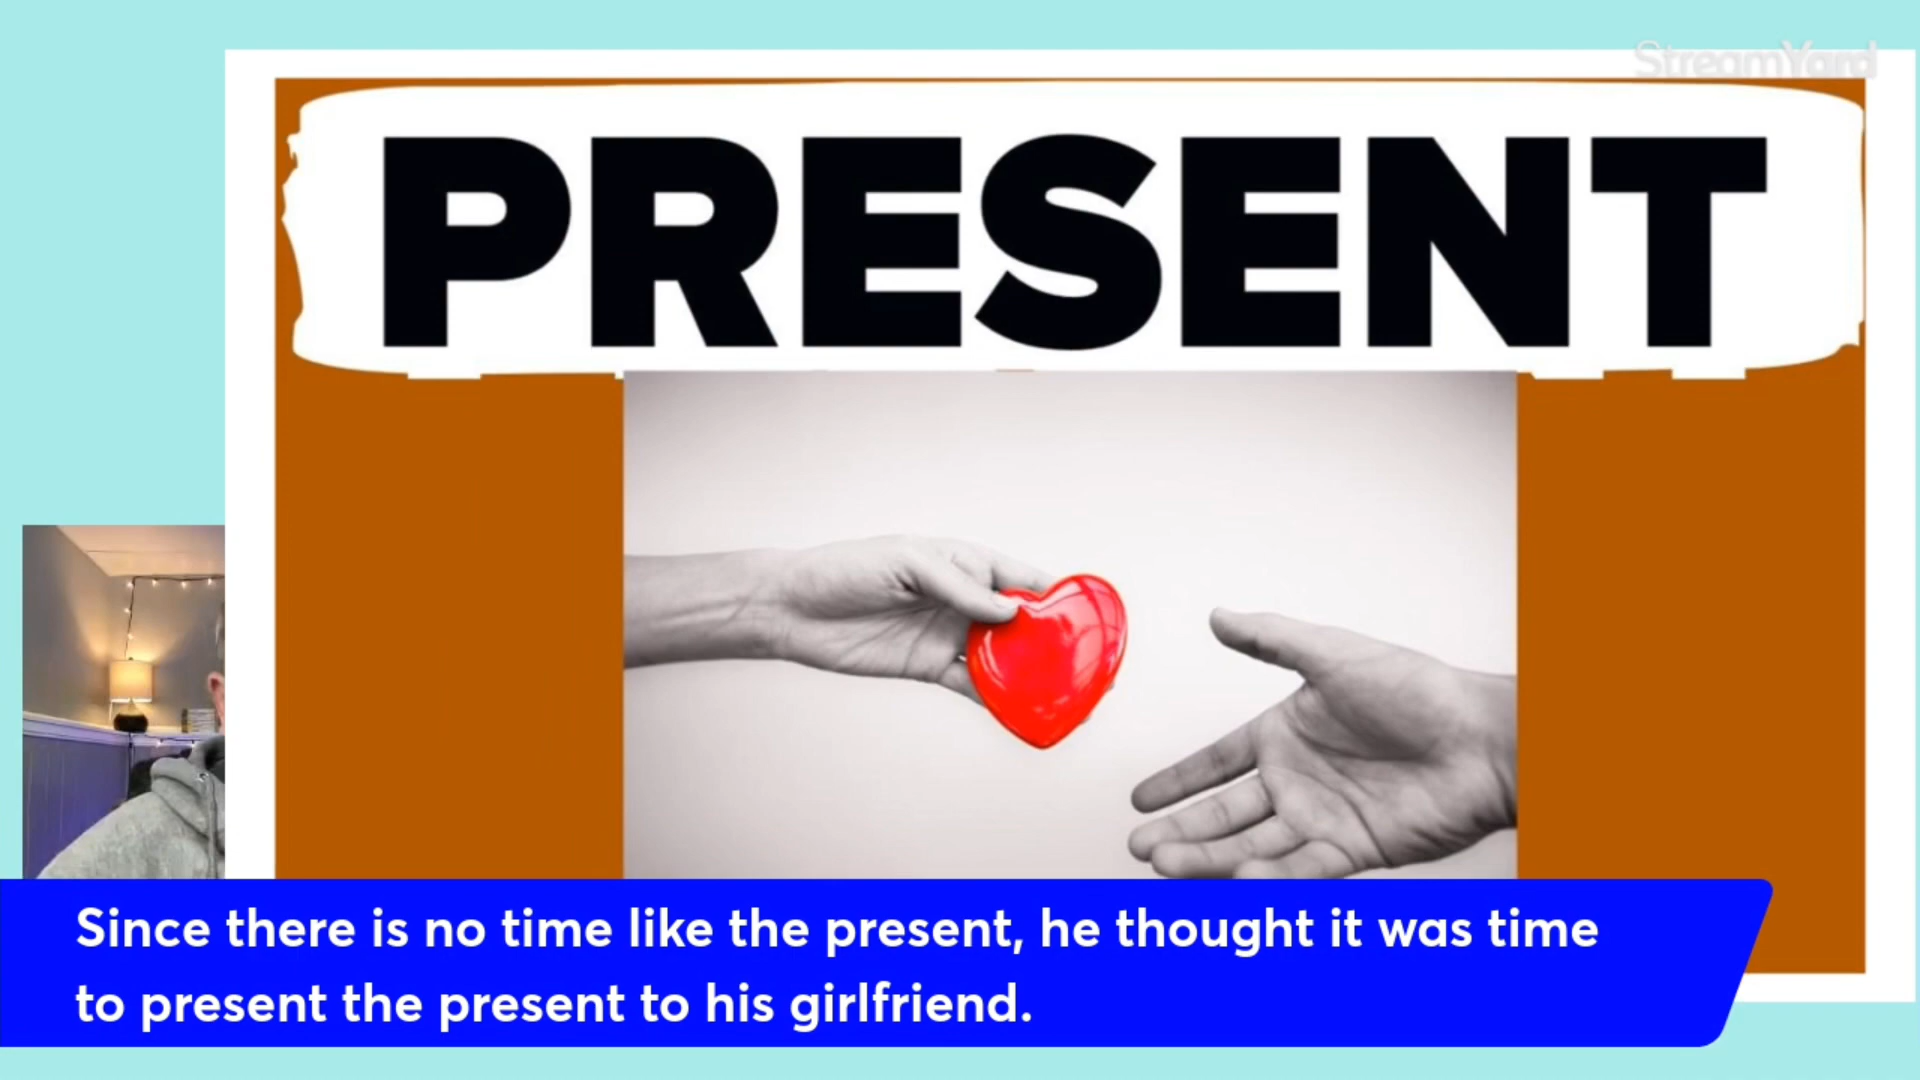 StreamYard
PRESENT
Since there is no time like the present, he thought it was time
to present the present to his girlfriend.